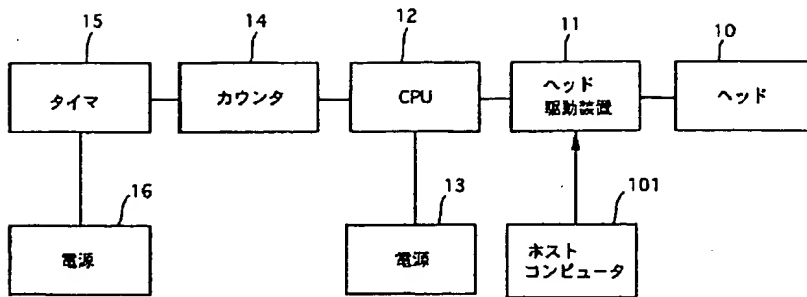 15
14
12
11
10
タイマ
カウンタ
CPU
ヘッド
駆動装置
ヘッド
16
13
101
電源
電源
ホスト
コンピュータ